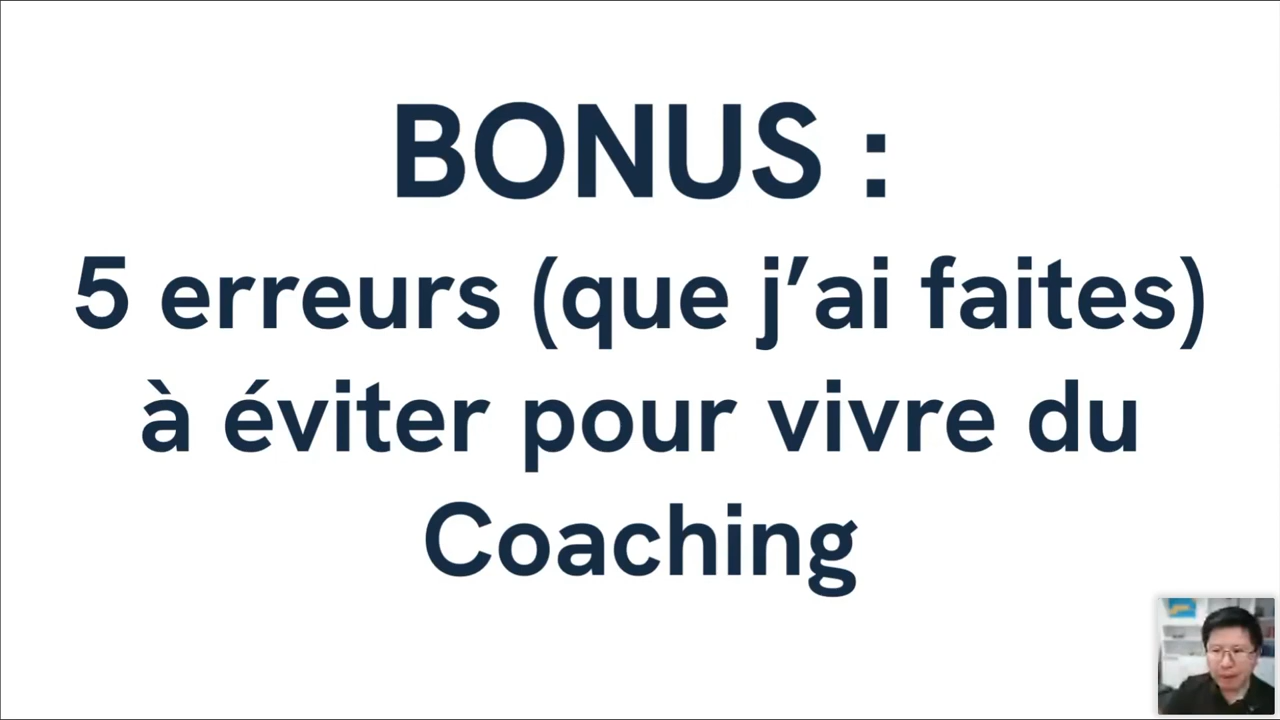 BONUS :
5 erreurs (que j’ai faites)
à éviter pour vivre du
Coaching